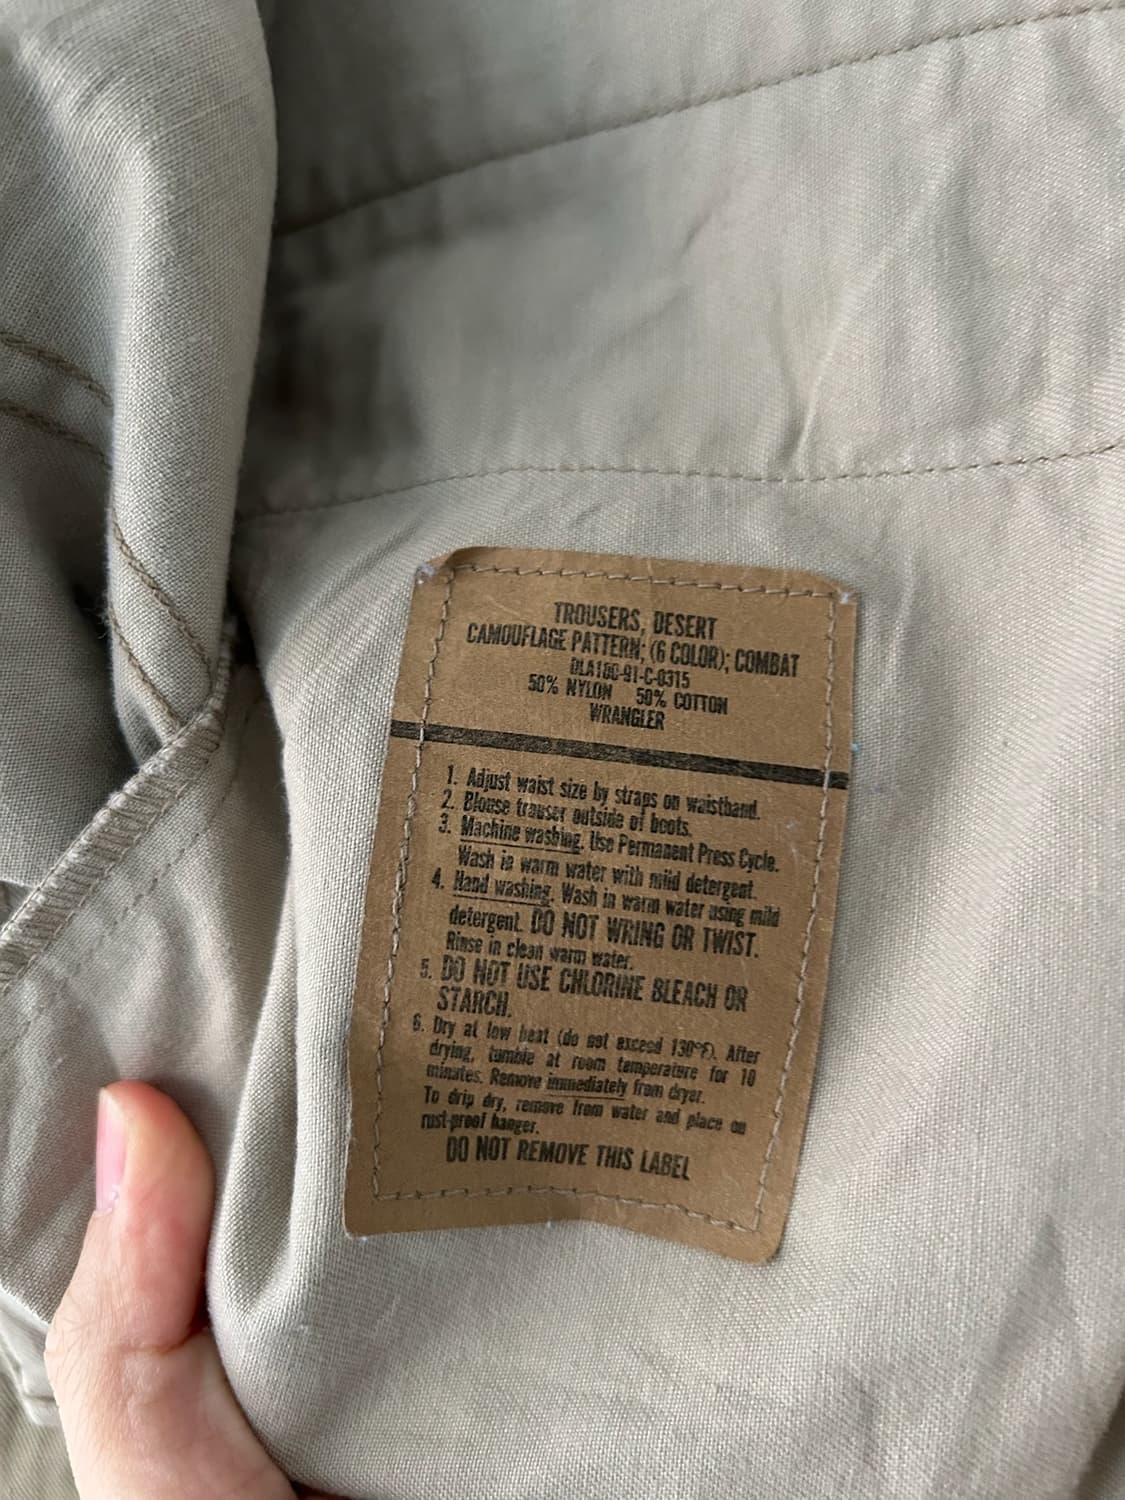 TROUSERS, DESERT
CAMOUFLAGE PATTERN; (6 COLOR); COMBAT
DLA100-91-C-0315
50% NYLON 50% COTTON
WRANGLER
1. Adjust waist size by straps on waistband.
2. Blouse trouser outside of boots.
3. Machine washing. Use Permanent Press Cycle.
Wash in warm water with mild detergent.
4. Hand washing. Wash in warm water using mild
detergent. DO NOT WRING OR TWIST.
Rinse in clean warm water.
5. DO NOT USE CHLORINE BLEACH OR
STARCH.
6. Dry at low heat (do not exceed 130°F). After
drying, tumble at room temperature for 10
minutes. Remove immediately from dryer.
To drip dry, remove from water and place on
rust-proof hanger.
DO NOT REMOVE THIS LABEL